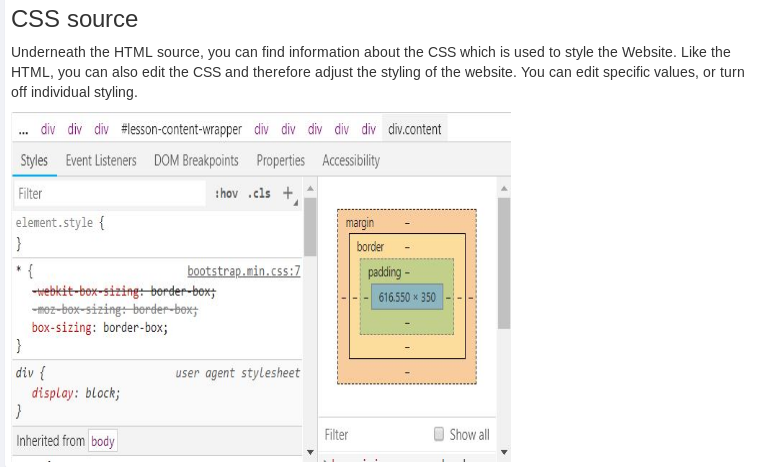 CSS source
Underneath the HTML source, you can find information about the CSS which is used to style the Website. Like the
HTML, you can also edit the CSS and therefore adjust the styling of the website. You can edit specific values, or turn
off individual styling.
... div div div #lesson-content-wrapper div div div div div div.content
Styles Event Listeners DOM Breakpoints Properties Accessibility
Filter :hov .cls +
element.style {
}
* { bootstrap.min.css:7
-webkit-box-sizing: border-box;
-moz-box-sizing: border-box;
box-sizing: border-box;
}
div { user agent stylesheet
display: block;
}
Inherited from body
margin -
border -
padding -
- - - 616.550 × 350 - - -
-
-
-
Filter Show all